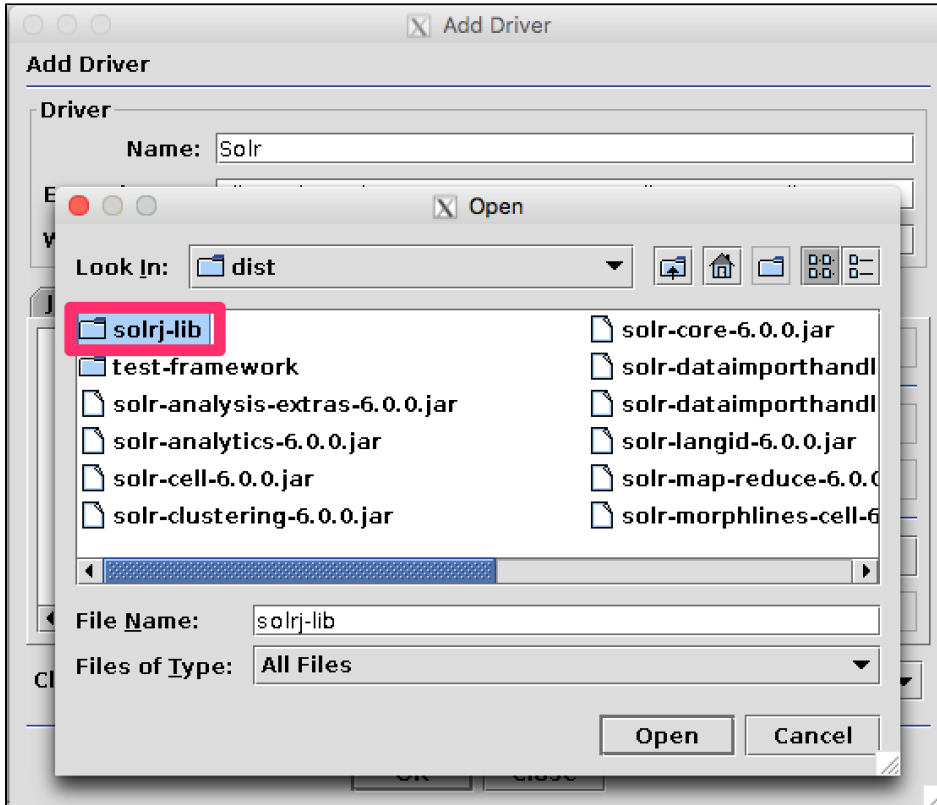 Add Driver
Add Driver
Driver
Name: Solr
Open
Look In: dist
solrj-lib
test-framework
solr-analysis-extras-6.0.0.jar
solr-analytics-6.0.0.jar
solr-cell-6.0.0.jar
solr-clustering-6.0.0.jar
solr-core-6.0.0.jar
solr-dataimporthandl
solr-dataimporthandl
solr-langid-6.0.0.jar
solr-map-reduce-6.0.0
solr-morphlines-cell-6
File Name: solrj-lib
Files of Type: All Files
Cl
Open Cancel
OK Close